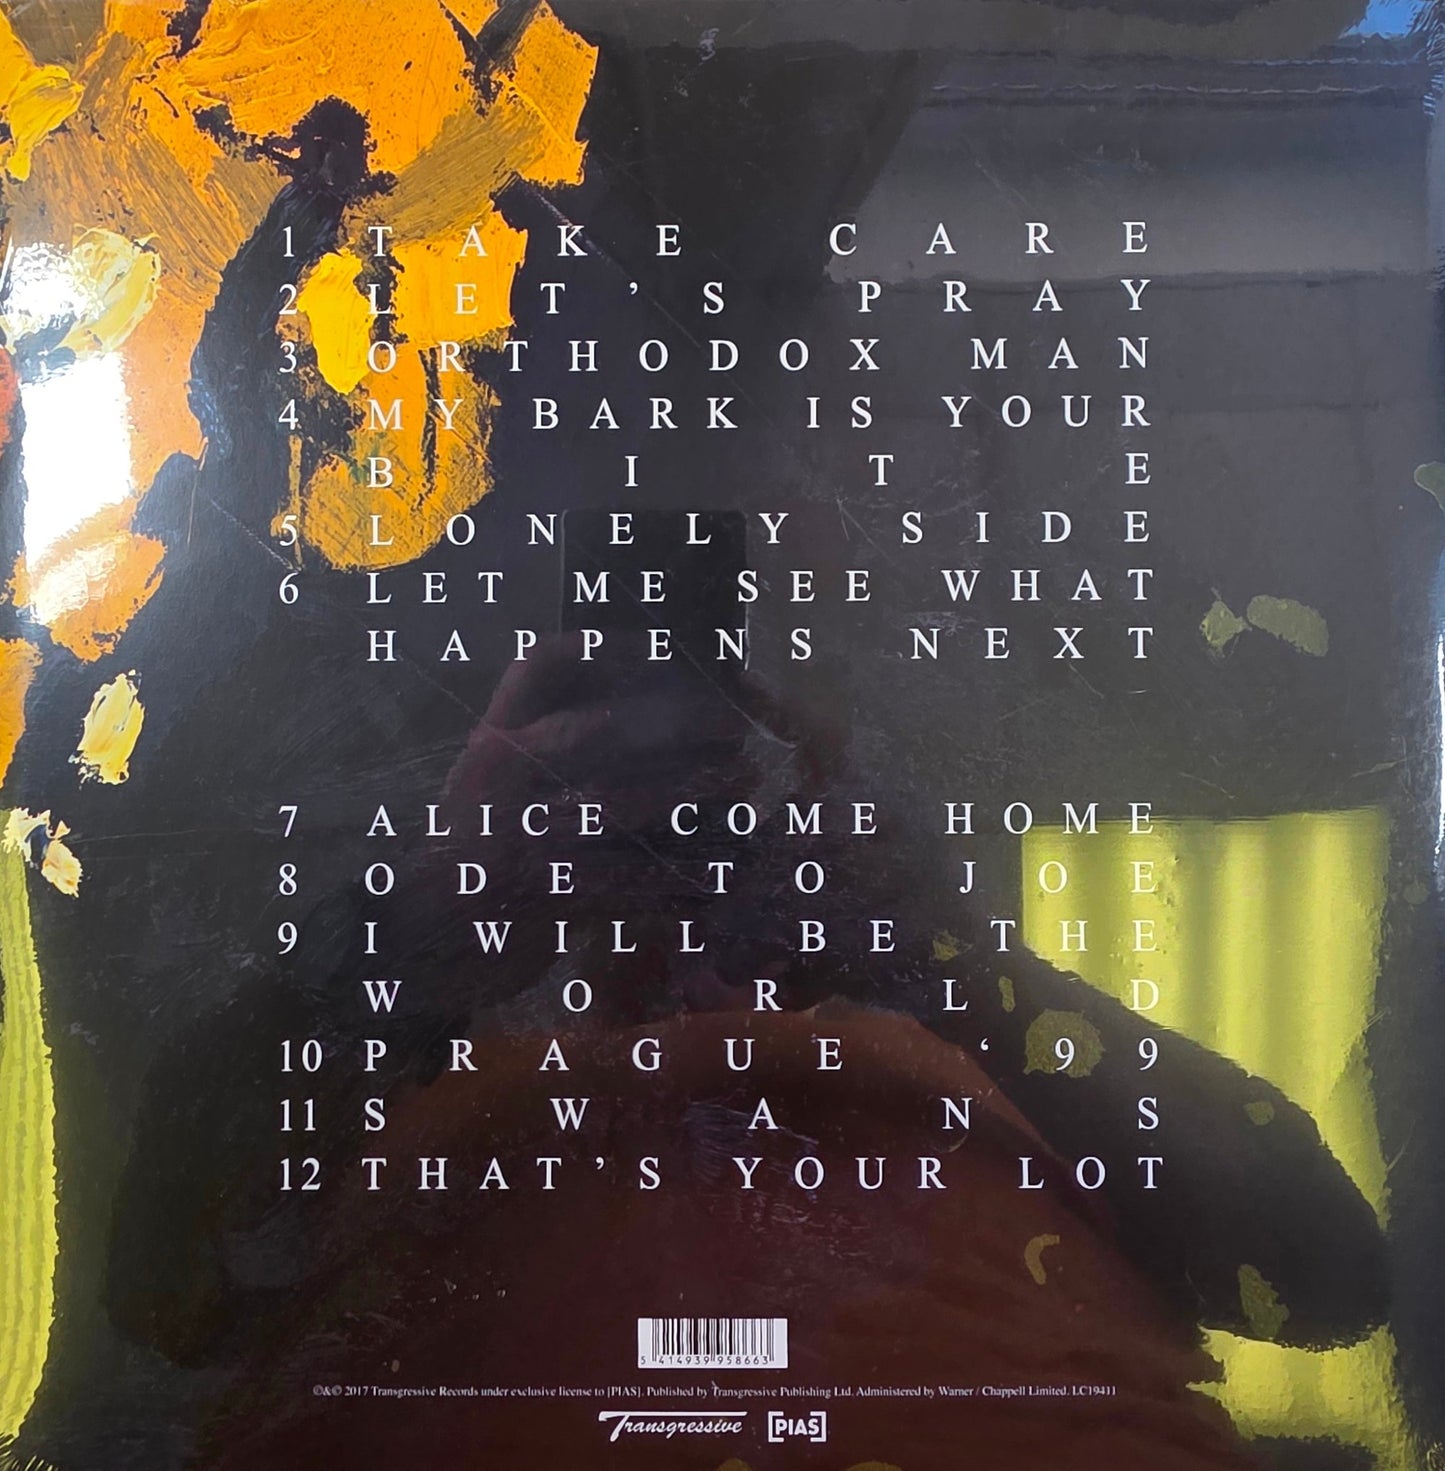 1 TAKE CARE
2 LET’S PRAY
3 ORTHODOX MAN
4 MY BARK IS YOUR
BITE
5 LONELY SIDE
6 LET ME SEE WHAT
HAPPENS NEXT
7 ALICE COME HOME
8 ODE TO JOE
9 I WILL BE THE
WORLD
10 PRAGUE ‘99
11 SWANS
12 THAT’S YOUR LOT
5 414939 958663
℗&© 2017 Transgressive Records under exclusive license to [PIAS]. Published by Transgressive Publishing Ltd. Administered by Warner / Chappell Limited. LC19411
Transgressive [PIAS]